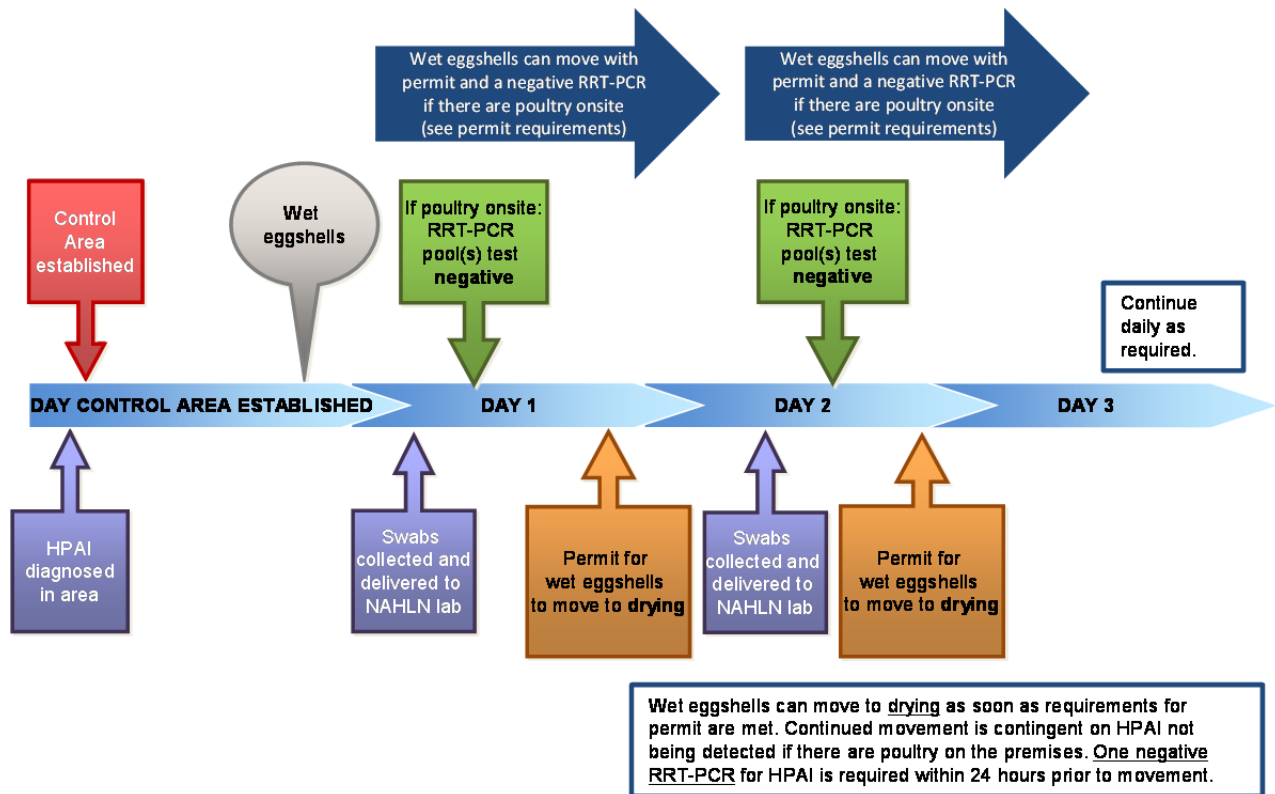 Wet eggshells can move with
permit and a negative RRT-PCR
if there are poultry onsite
(see permit requirements)
Wet eggshells can move with
permit and a negative RRT-PCR
if there are poultry onsite
(see permit requirements)
Control
Area
established
Wet
eggshells
If poultry onsite:
RRT-PCR
pool(s) test
negative
If poultry onsite:
RRT-PCR
pool(s) test
negative
Continue
daily as
required.
DAY CONTROL AREA ESTABLISHED
DAY 1
DAY 2
DAY 3
HPAI
diagnosed
in area
Swabs
collected and
delivered to
NAHLN lab
Permit for
wet eggshells
to move to drying
Swabs
collected and
delivered to
NAHLN lab
Permit for
wet eggshells
to move to drying
Wet eggshells can move to drying as soon as requirements for
permit are met. Continued movement is contingent on HPAI not
being detected if there are poultry on the premises. One negative
RRT-PCR for HPAI is required within 24 hours prior to movement.